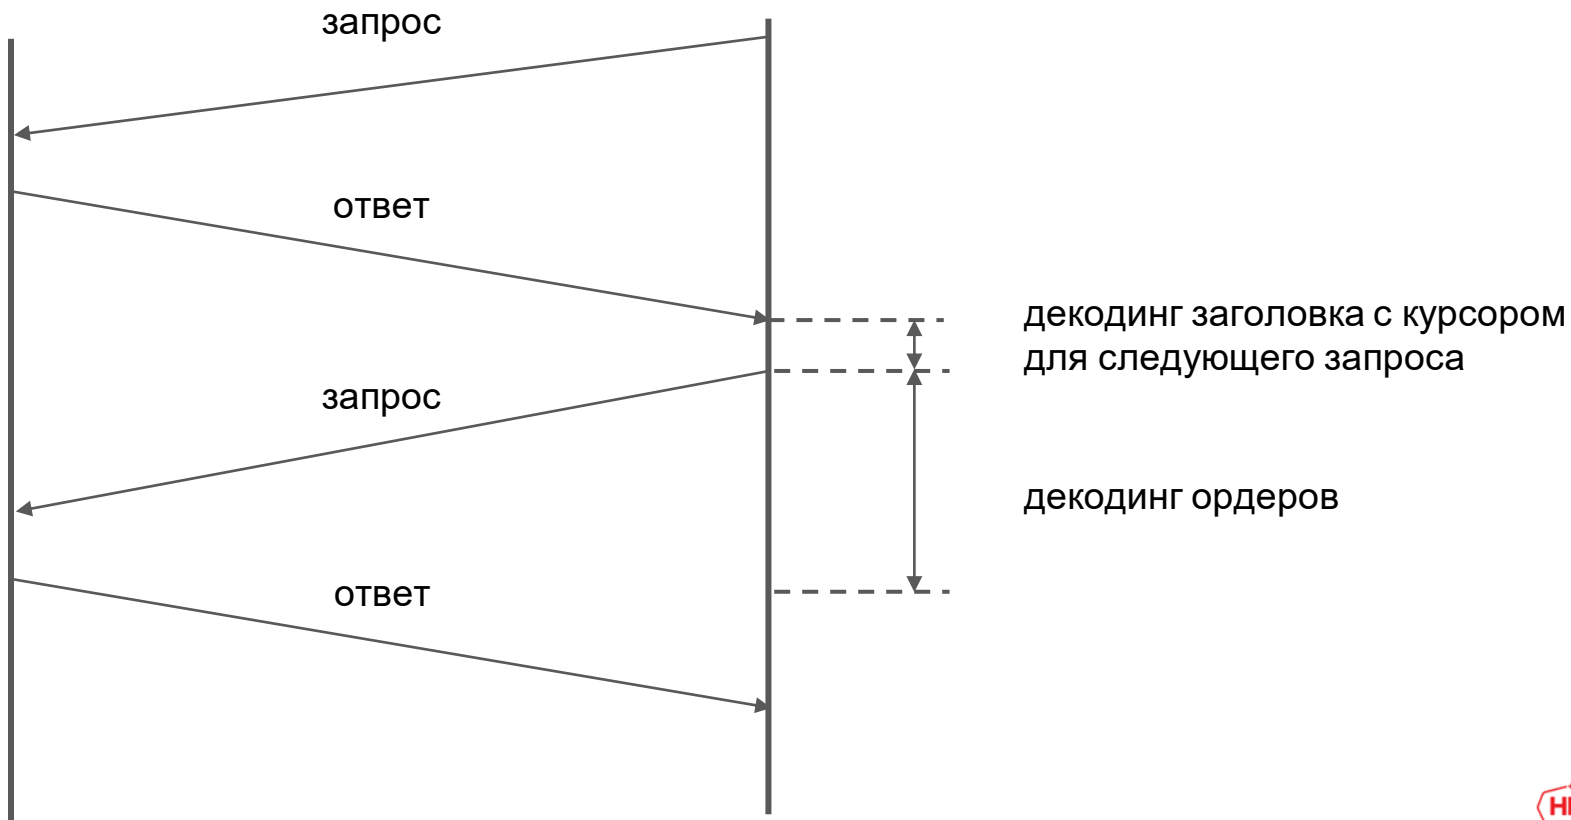 запрос
ответ
декодинг заголовка с курсором
для следующего запроса
запрос
декодинг ордеров
ответ